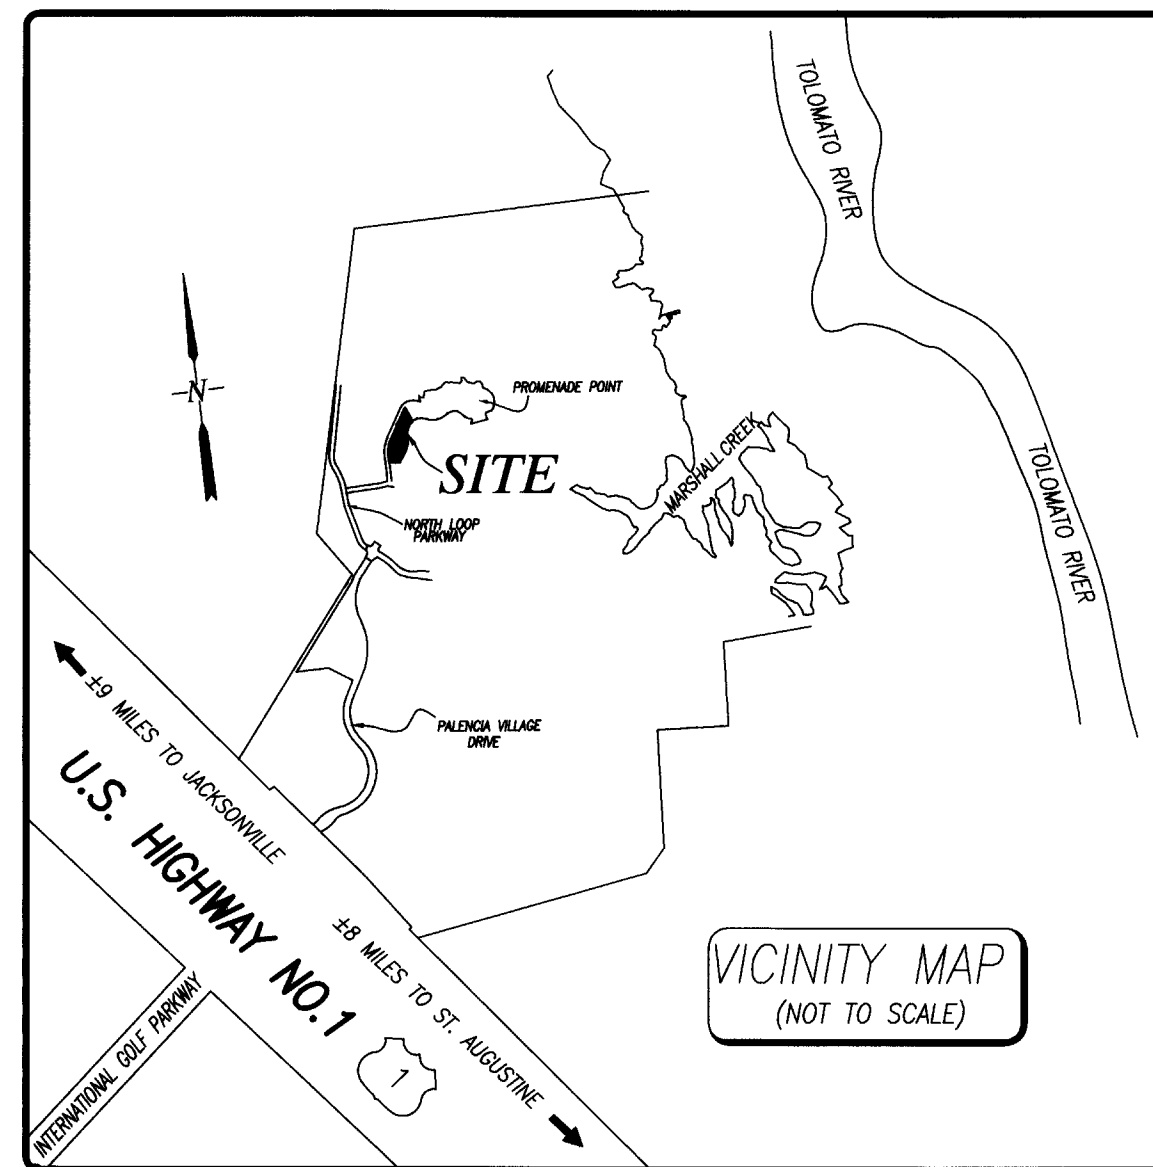 TOLOMATO RIVER
-N-
PROMENADE POINT
SITE
MARSHALL CREEK
NORTH LOOP
PARKWAY
TOLOMATO RIVER
PALENCIA VILLAGE
DRIVE
±9 MILES TO JACKSONVILLE
U.S. HIGHWAY NO.1
±8 MILES TO ST. AUGUSTINE
1
INTERNATIONAL GOLF PARKWAY
VICINITY MAP
(NOT TO SCALE)